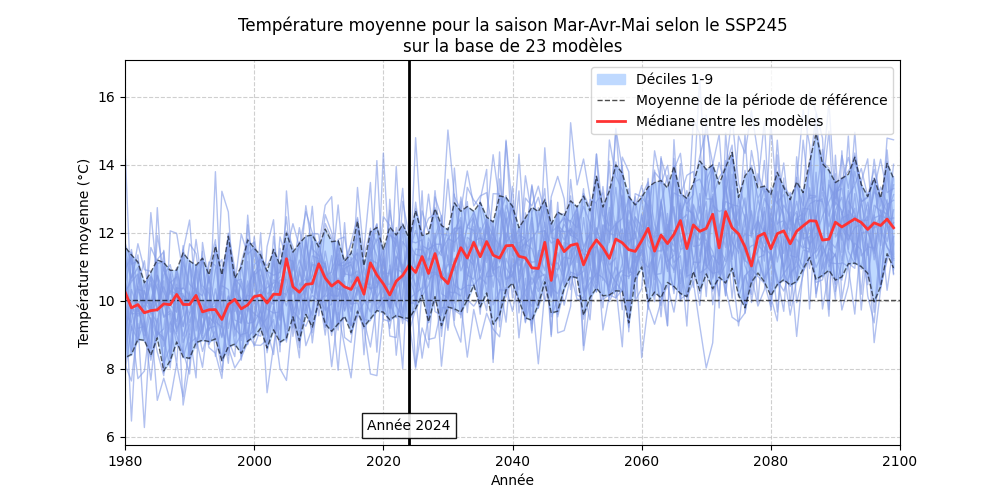 Température moyenne pour la saison Mar-Avr-Mai selon le SSP245
sur la base de 23 modèles
Déciles 1-9
Moyenne de la période de référence
Médiane entre les modèles
Température moyenne (°C)
16
14
12
10
8
6
Année 2024
1980
2000
2020
2040
2060
2080
2100
Année